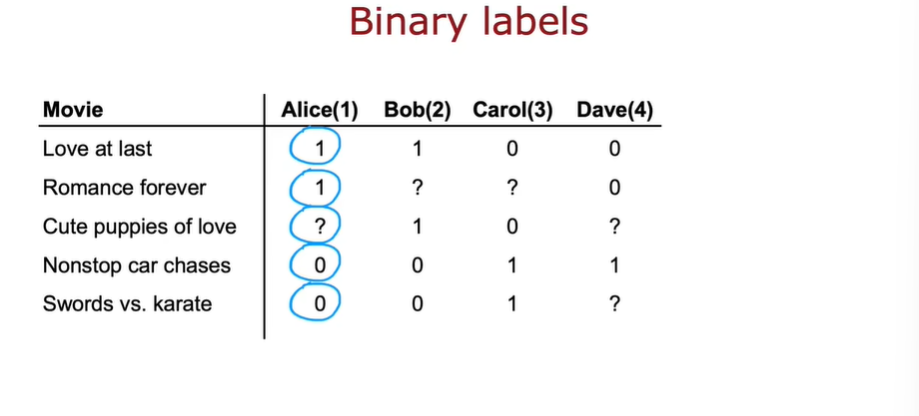 Binary labels
Movie Alice(1) Bob(2) Carol(3) Dave(4)
Love at last 1 1 0 0
Romance forever 1 ? ? 0
Cute puppies of love ? 1 0 ?
Nonstop car chases 0 0 1 1
Swords vs. karate 0 0 1 ?